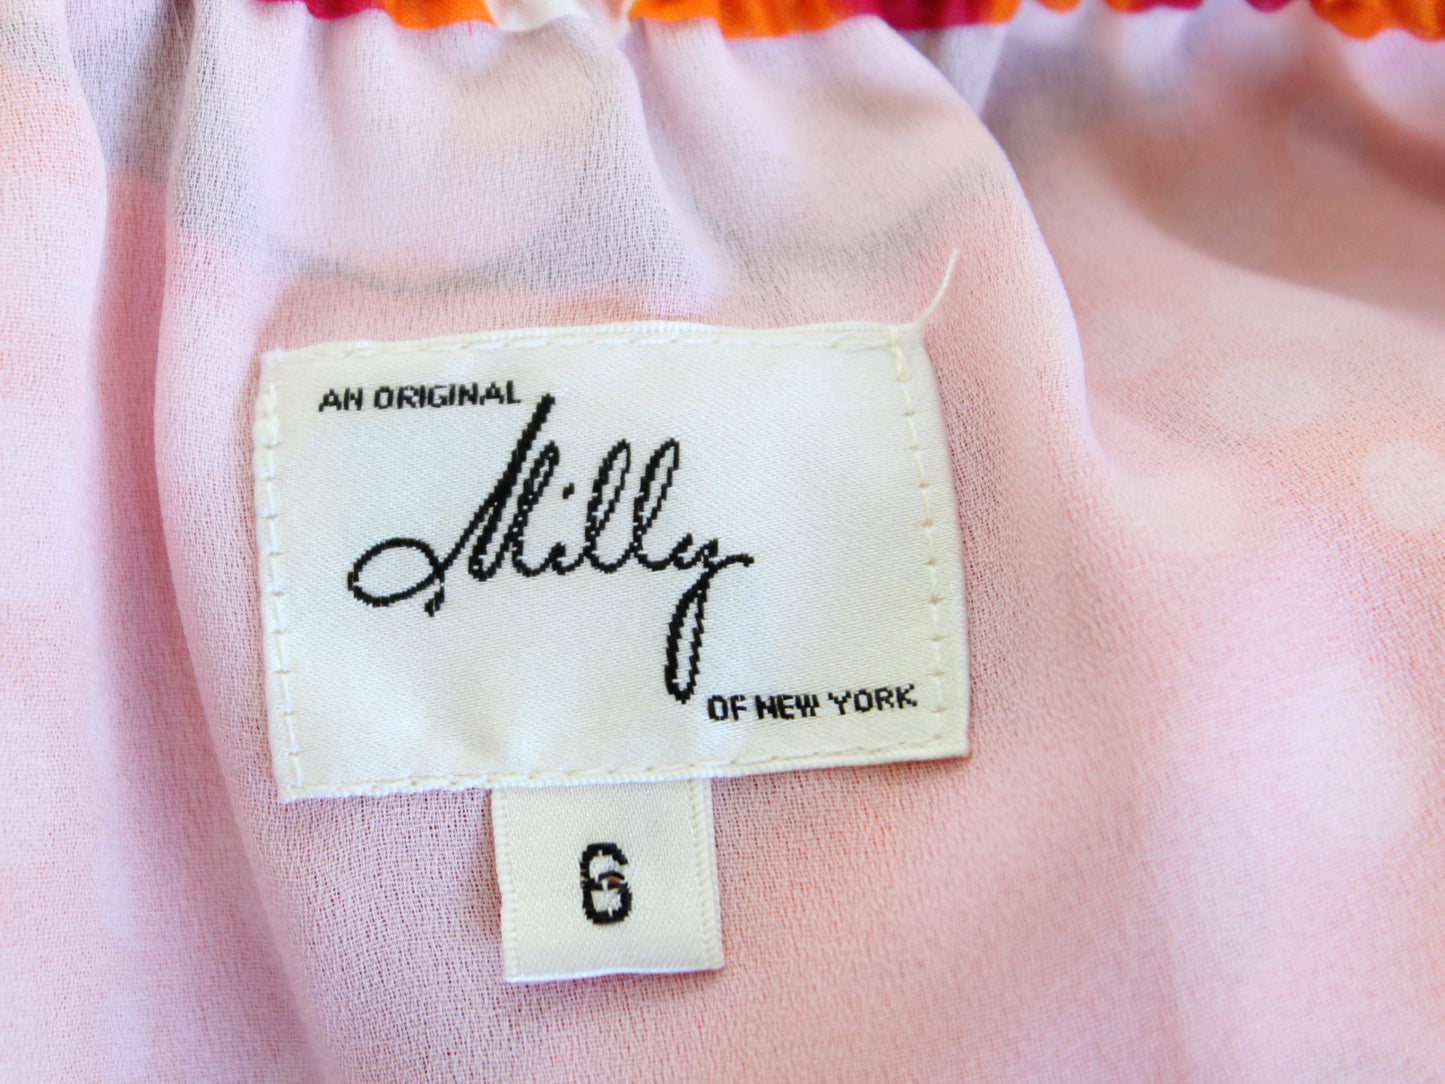 AN ORIGINAL
Milly
OF NEW YORK
6